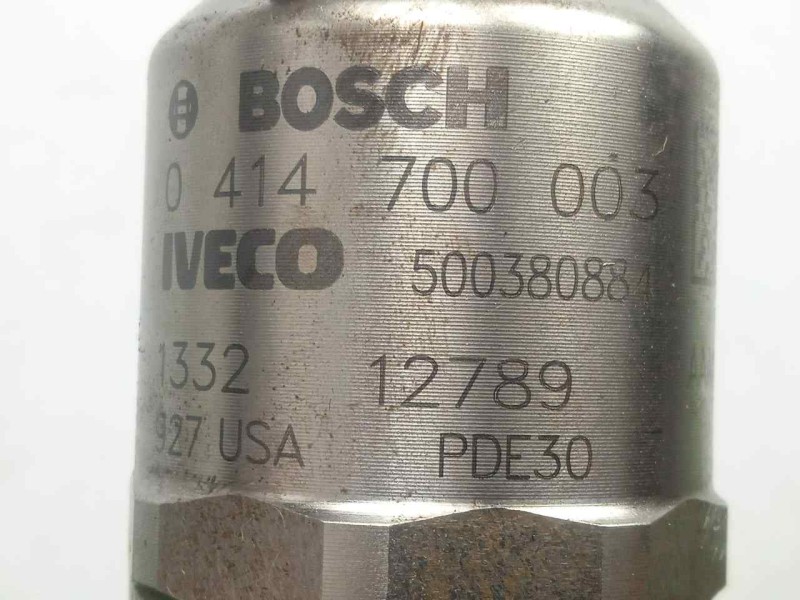 BOSCH
0 414 700 003
IVECO 500380884
1332 12789
927 USA PDE30